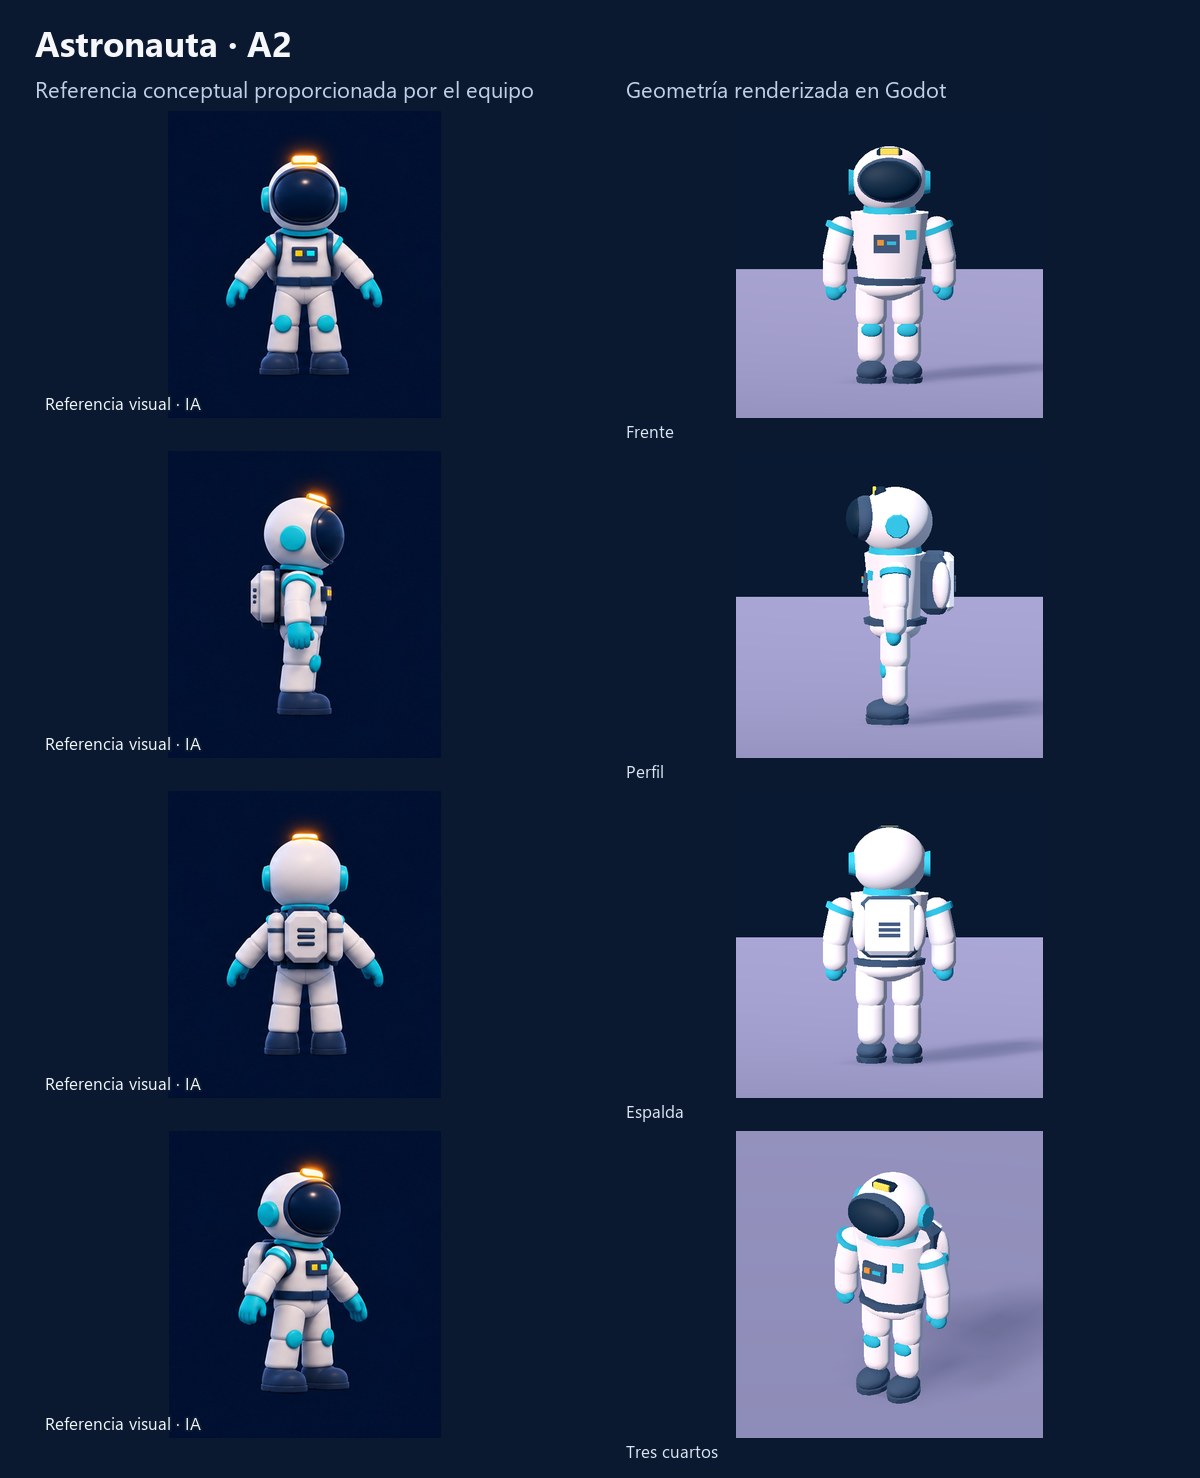 Astronauta · A2
Referencia conceptual proporcionada por el equipo
Geometría renderizada en Godot
Referencia visual · IA
Frente
Referencia visual · IA
Perfil
Referencia visual · IA
Espalda
Referencia visual · IA
Tres cuartos